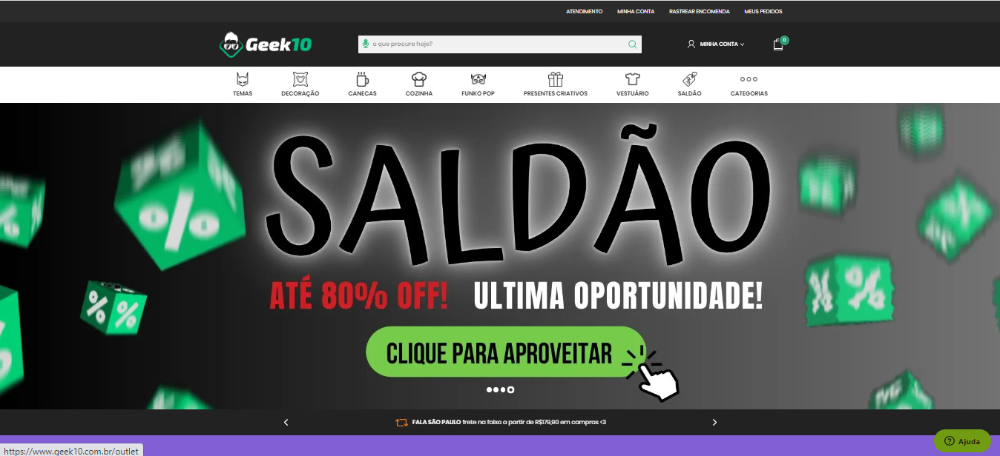 ATENDIMENTO MINHA CONTA RASTREAR ENCOMENDA MEUS PEDIDOS
Geek10 o que procura hoje? MINHA CONTA 0
TEMAS DECORAÇÃO CANECAS COZINHA FUNKO POP PRESENTES CRIATIVOS VESTUÁRIO SALDÃO CATEGORIAS
SALDÃO
ATÉ 80% OFF! ULTIMA OPORTUNIDADE!
CLIQUE PARA APROVEITAR
FALA SÃO PAULO frete na faixa a partir de R$179,90 em compras <3
Ajuda
https://www.geek10.com.br/outlet